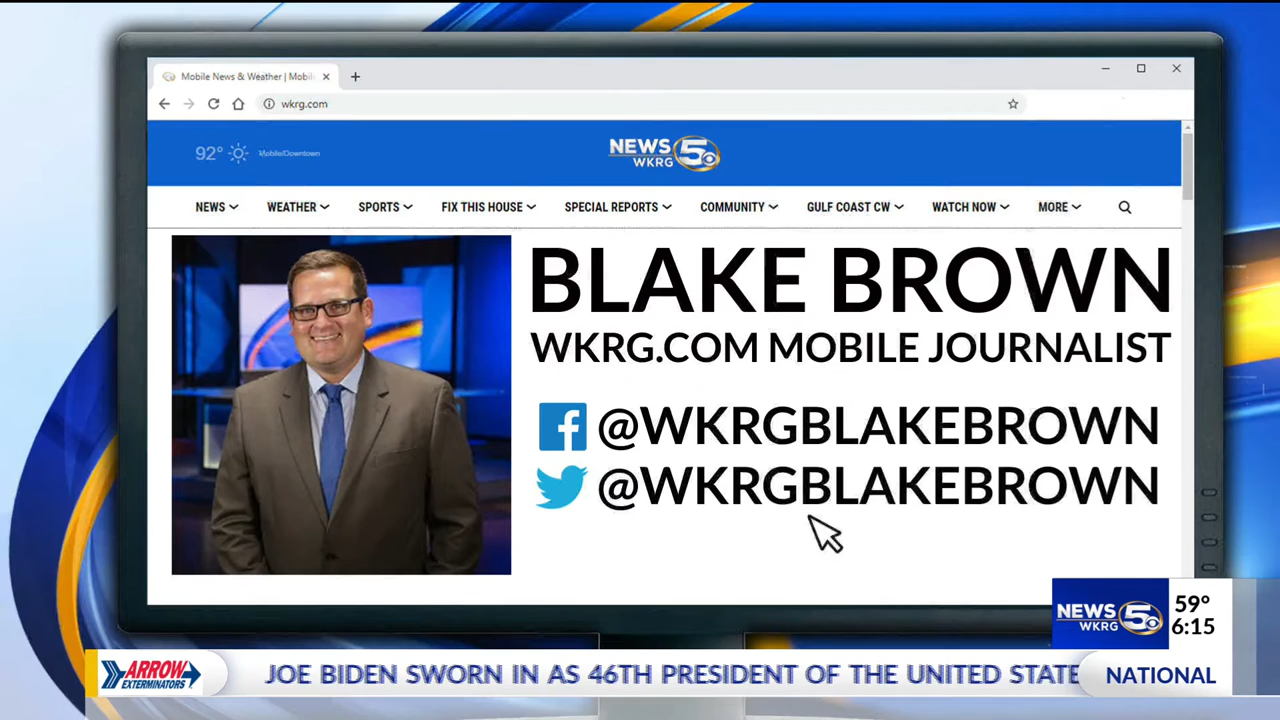 Mobile News & Weather | Mobil
wkrg.com
92° Mobile/Downtown
NEWS 5
WKRG
NEWS WEATHER SPORTS FIX THIS HOUSE SPECIAL REPORTS COMMUNITY GULF COAST CW WATCH NOW MORE
BLAKE BROWN
WKRG.COM MOBILE JOURNALIST
@WKRGBLAKEBROWN
@WKRGBLAKEBROWN
NEWS 5
WKRG
59°
6:15
ARROW
EXTERMINATORS
JOE BIDEN SWORN IN AS 46TH PRESIDENT OF THE UNITED STATE
NATIONAL